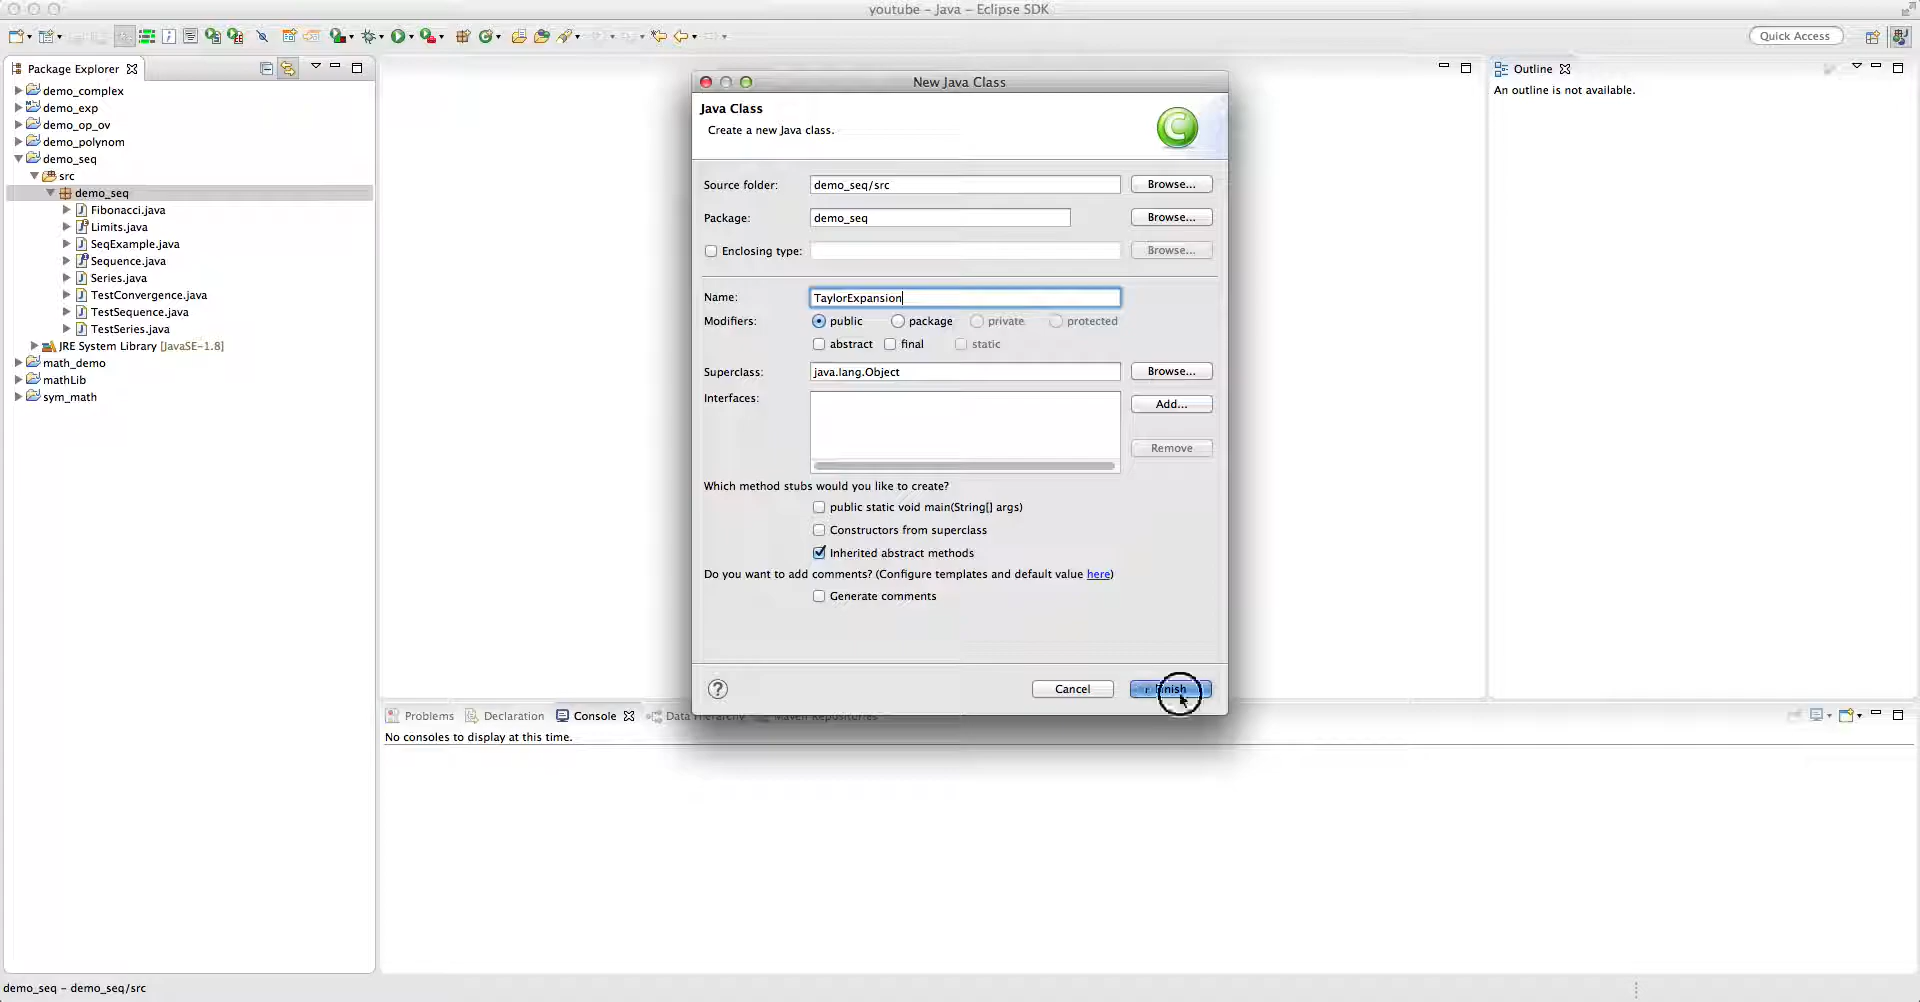 youtube – Java – Eclipse SDK
Quick Access
Package Explorer
demo_complex
demo_exp
demo_op_ov
demo_polynom
demo_seq
src
demo_seq
Fibonacci.java
Limits.java
SeqExample.java
Sequence.java
Series.java
TestConvergence.java
TestSequence.java
TestSeries.java
JRE System Library [JavaSE-1.8]
math_demo
mathLib
sym_math
New Java Class
Java Class
Create a new Java class.
Source folder: demo_seq/src Browse...
Package: demo_seq Browse...
Enclosing type: Browse...
Name: TaylorExpansion
Modifiers: public package private protected
abstract final static
Superclass: java.lang.Object Browse...
Interfaces: Add...
Remove
Which method stubs would you like to create?
public static void main(String[] args)
Constructors from superclass
Inherited abstract methods
Do you want to add comments? (Configure templates and default value here)
Generate comments
? Cancel Finish
Outline
An outline is not available.
Problems Declaration Console Data Hierarchy Maven Repositories
No consoles to display at this time.
demo_seq – demo_seq/src